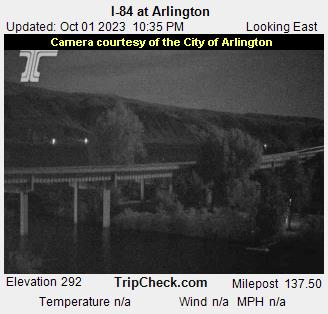 I-84 at Arlington
Updated: Oct 01 2023 10:35 PM Looking East
Camera courtesy of the City of Arlington
Elevation 292 TripCheck.com Milepost 137.50
Temperature n/a Wind n/a MPH n/a